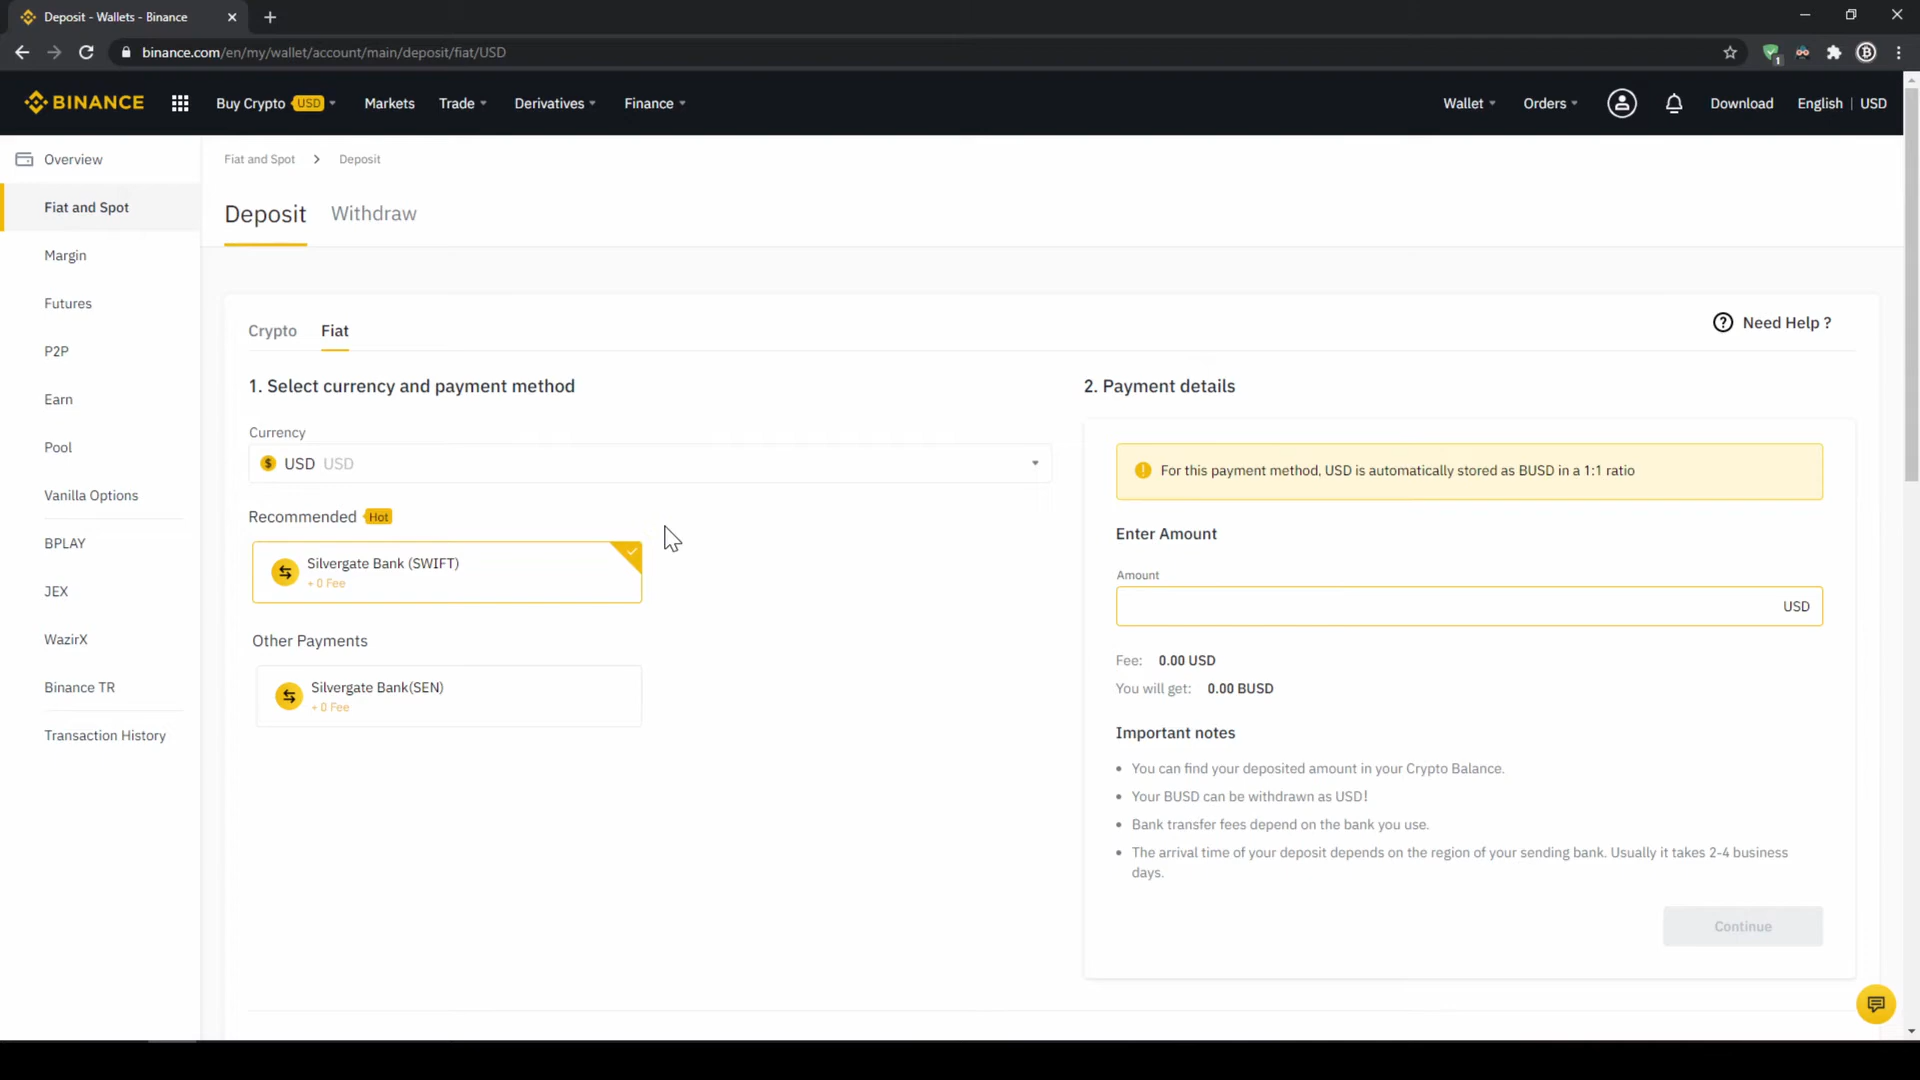 Deposit - Wallets - Binance
binance.com/en/my/wallet/account/main/deposit/fiat/USD
1
BINANCE
Buy Crypto USD
Markets
Trade
Derivatives
Finance
Wallet
Orders
Download
English | USD
Overview
Fiat and Spot
Margin
Futures
P2P
Earn
Pool
Vanilla Options
BPLAY
JEX
WazirX
Binance TR
Transaction History
Fiat and Spot > Deposit
Deposit
Withdraw
Crypto
Fiat
Need Help ?
1. Select currency and payment method
Currency
USD USD
Recommended Hot
Silvergate Bank (SWIFT)
+ 0 Fee
Other Payments
Silvergate Bank(SEN)
+ 0 Fee
2. Payment details
For this payment method, USD is automatically stored as BUSD in a 1:1 ratio
Enter Amount
Amount
USD
Fee: 0.00 USD
You will get: 0.00 BUSD
Important notes
• You can find your deposited amount in your Crypto Balance.
• Your BUSD can be withdrawn as USD!
• Bank transfer fees depend on the bank you use.
• The arrival time of your deposit depends on the region of your sending bank. Usually it takes 2-4 business
days.
Continue